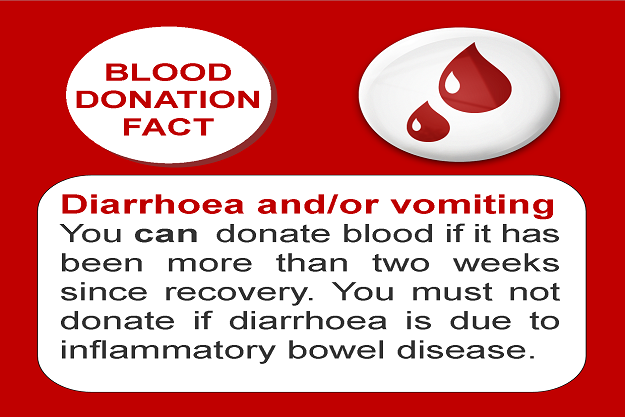 BLOOD
DONATION
FACT
Diarrhoea and/or vomiting
You can donate blood if it has
been more than two weeks
since recovery. You must not
donate if diarrhoea is due to
inflammatory bowel disease.